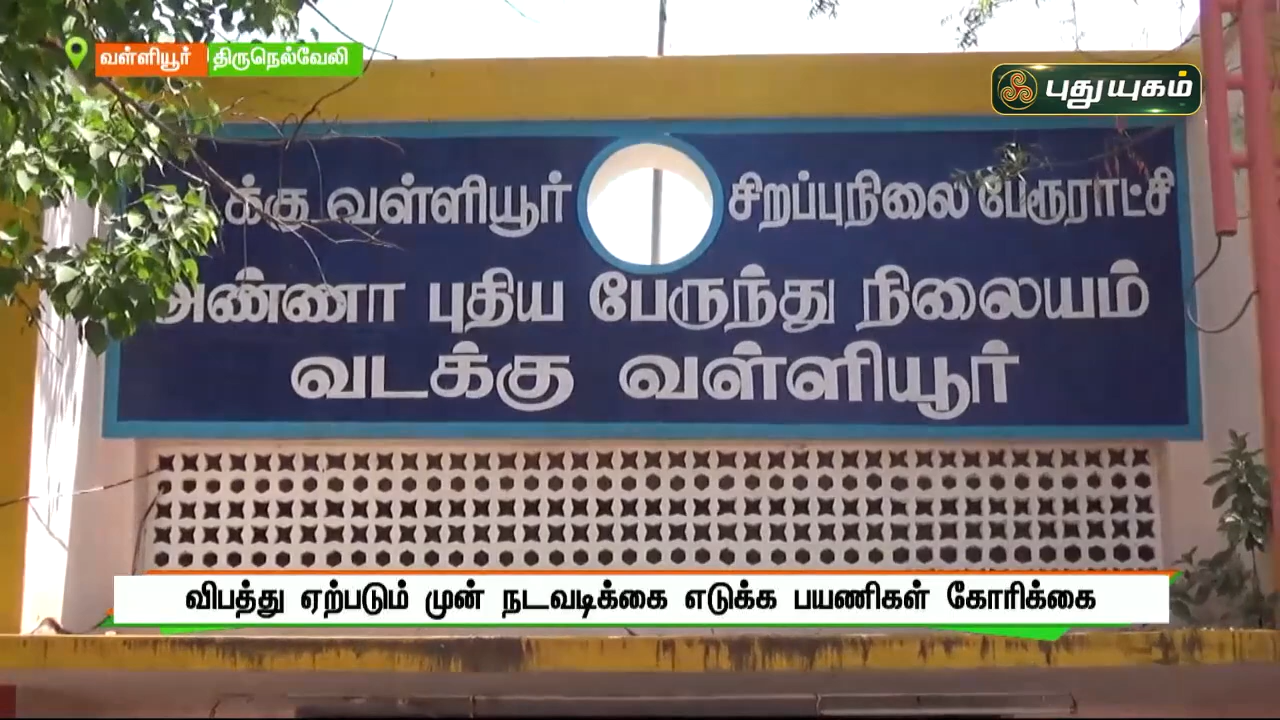 வள்ளியூர் திருநெல்வேலி
புதுயுகம்
வள்ளியூர் சிறப்புநிலை பேரூராட்சி
அண்ணா புதிய பேருந்து நிலையம்
வடக்கு வள்ளியூர்
விபத்து ஏற்படும் முன் நடவடிக்கை எடுக்க பயணிகள் கோரிக்கை